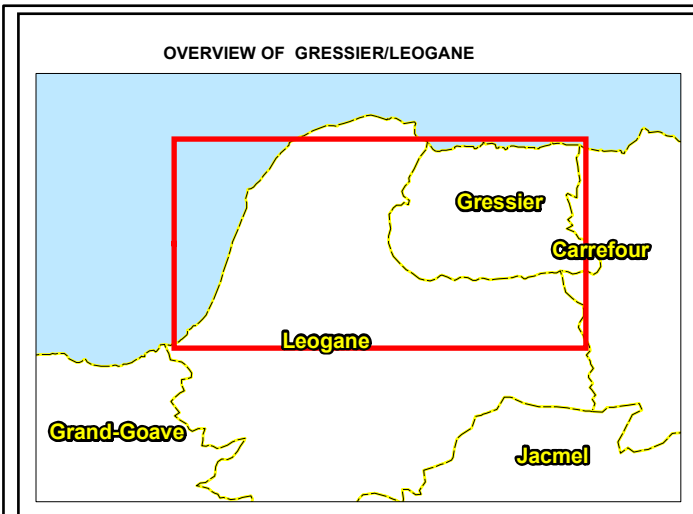 OVERVIEW OF GRESSIER/LEOGANE
Gressier
Carrefour
Leogane
Grand-Goave
Jacmel